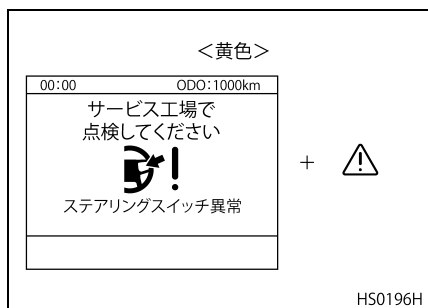 ＜黄色＞
00:00 ODO:1000km
サービス工場で
点検してください
ステアリングスイッチ異常
+
HS0196H